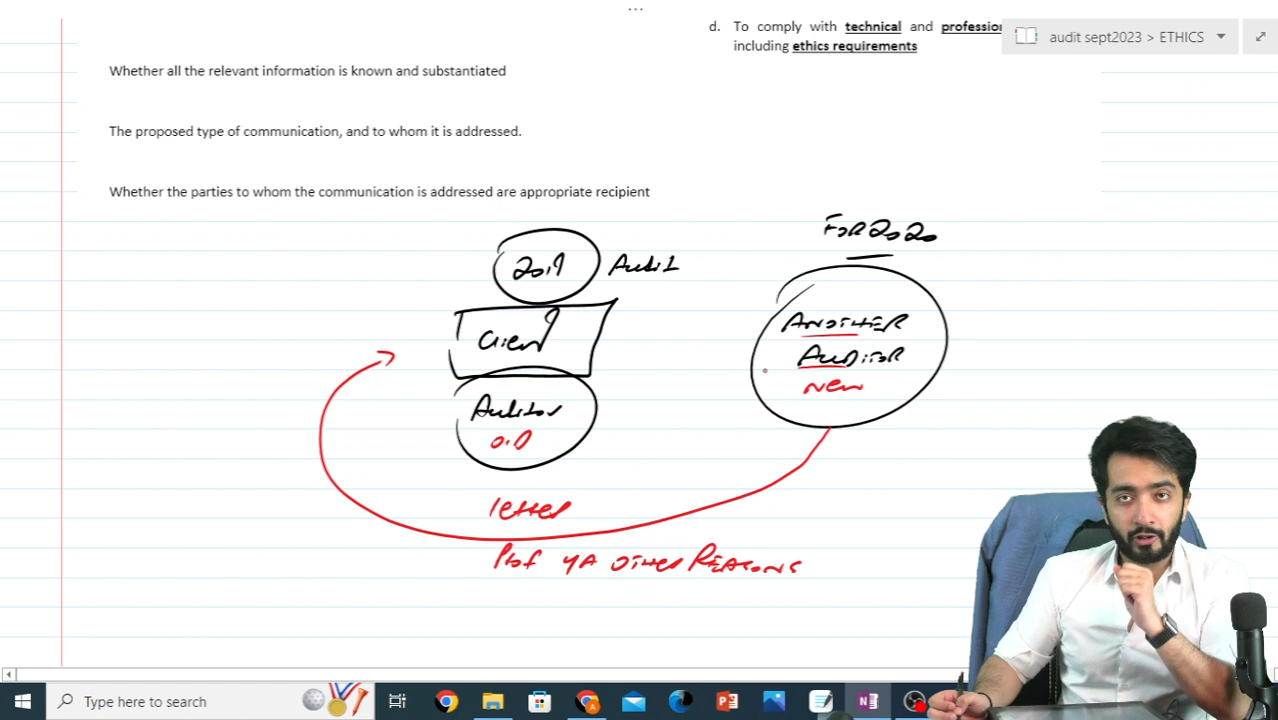 d. To comply with technical and profession
including ethics requirements
audit sept2023 > ETHICS
Whether all the relevant information is known and substantiated
The proposed type of communication, and to whom it is addressed.
Whether the parties to whom the communication is addressed are appropriate recipient
FOR 2020
2019 Audit
Client
ANOTHER
AUDITOR
NEW
Auditor
old
letter
Prof YA OTHER REASONS
Type here to search